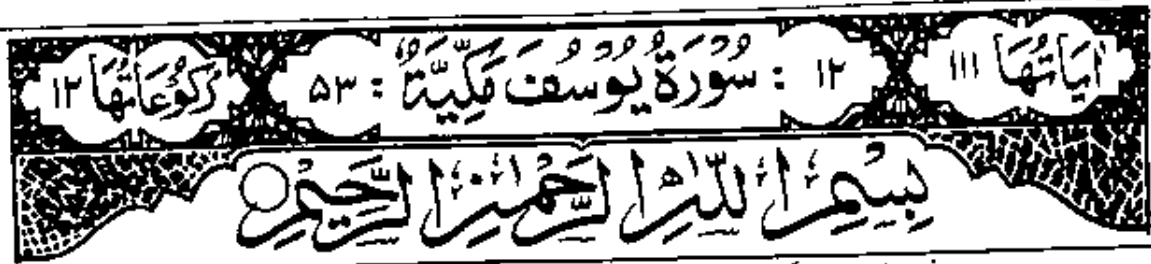 اٰيَاتُهَا ١١١ ١٢ : سُوْرَةُ يُوْسُفَ مَكِّيَّةٌ : ٥٣ رُكُوْعَاتُهَا ١٢
بِسْمِ اللّٰهِ الرَّحْمٰنِ الرَّحِيْمِ